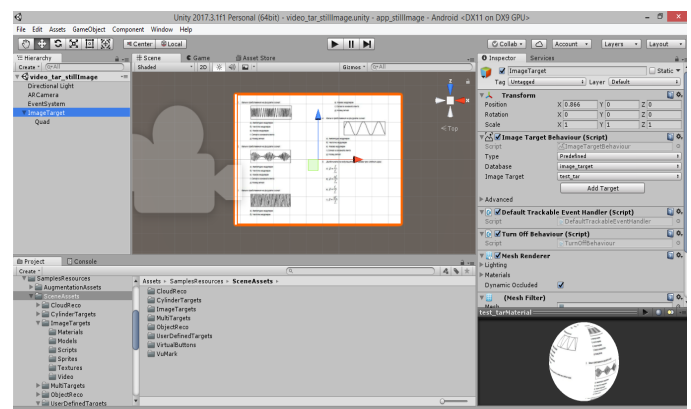 Unity 2017.3.1f1 Personal (64bit) - video_tar_stillImage.unity - app_stillImage - Android <DX11 on DX9 GPU>
File Edit Assets GameObject Component Window Help
Center Local Collab Account Layers Layout
Hierarchy
Create All
video_tar_stillImage
Directional Light
ARCamera
EventSystem
ImageTarget
Quad
Scene Game Asset Store
Shaded 2D Gizmos All
z
x
Top
Inspector Services
ImageTarget Static
Tag Untagged Layer Default
Transform
Position X 0.866 Y 0 Z 0
Rotation X 0 Y 0 Z 0
Scale X 1 Y 1 Z 1
Image Target Behaviour (Script)
Script ImageTargetBehaviour
Type Predefined
Database image_target
Image Target test_tar
Add Target
Advanced
Default Trackable Event Handler (Script)
Script DefaultTrackableEventHandler
Turn Off Behaviour (Script)
Script TurnOffBehaviour
Mesh Renderer
Lighting
Materials
Dynamic Occluded
(Mesh Filter)
Mesh
test_tarMaterial
Project Console
Create
SamplesResources
AugmentationAssets
SceneAssets
CloudReco
CylinderTargets
ImageTargets
Materials
Models
Scripts
Sprites
Textures
Video
MultiTargets
ObjectReco
UserDefinedTargets
Assets SamplesResources SceneAssets
CloudReco
CylinderTargets
ImageTargets
MultiTargets
ObjectReco
UserDefinedTargets
VirtualButtons
VuMark